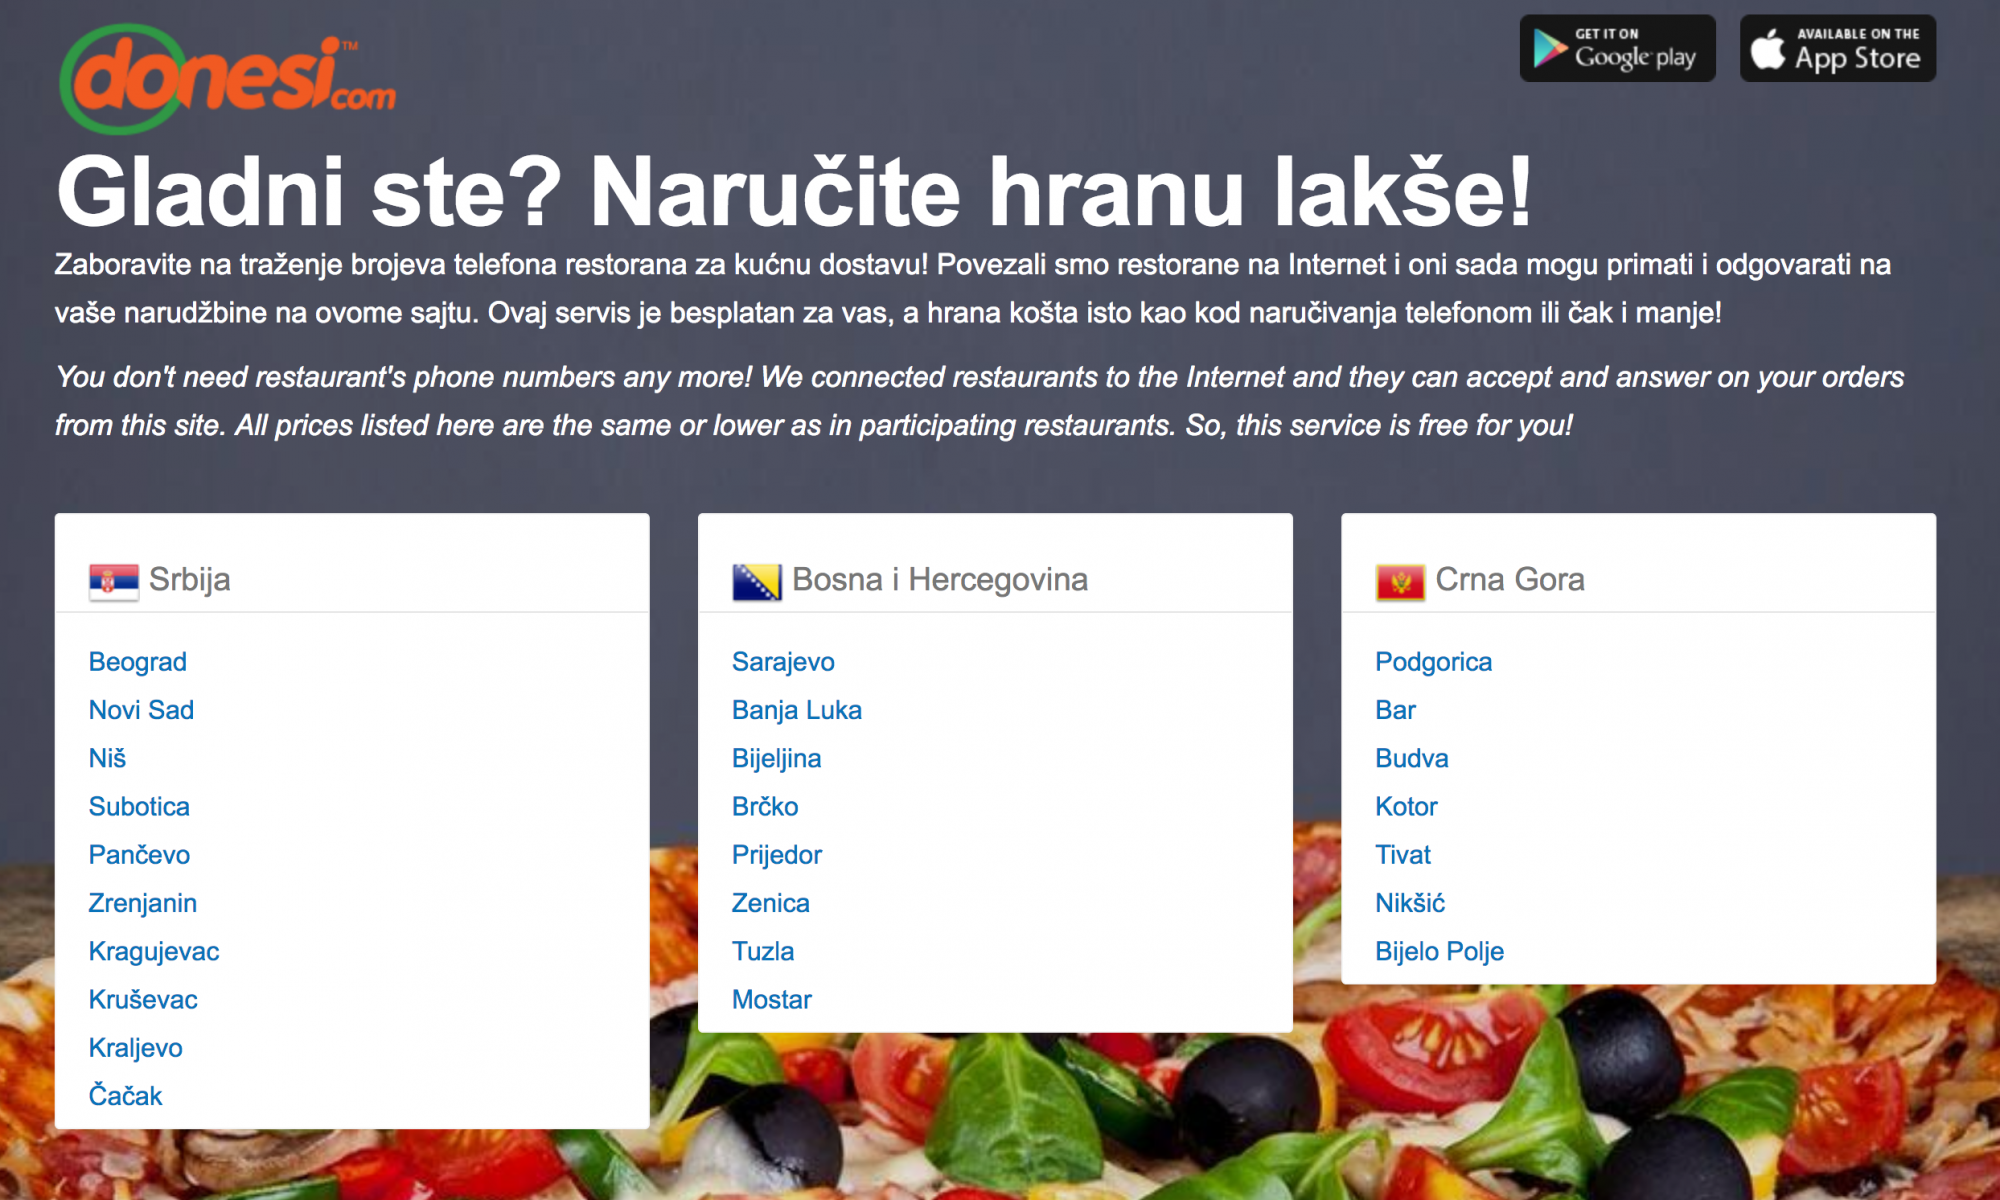 donesi.com™
GET IT ON
Google play
AVAILABLE ON THE
App Store
Gladni ste? Naručite hranu lakše!
Zaboravite na traženje brojeva telefona restorana za kućnu dostavu! Povezali smo restorane na Internet i oni sada mogu primati i odgovarati na
vaše narudžbine na ovome sajtu. Ovaj servis je besplatan za vas, a hrana košta isto kao kod naručivanja telefonom ili čak i manje!
You don't need restaurant's phone numbers any more! We connected restaurants to the Internet and they can accept and answer on your orders
from this site. All prices listed here are the same or lower as in participating restaurants. So, this service is free for you!
Srbija
Beograd
Novi Sad
Niš
Subotica
Pančevo
Zrenjanin
Kragujevac
Kruševac
Kraljevo
Čačak
Bosna i Hercegovina
Sarajevo
Banja Luka
Bijeljina
Brčko
Prijedor
Zenica
Tuzla
Mostar
Crna Gora
Podgorica
Bar
Budva
Kotor
Tivat
Nikšić
Bijelo Polje